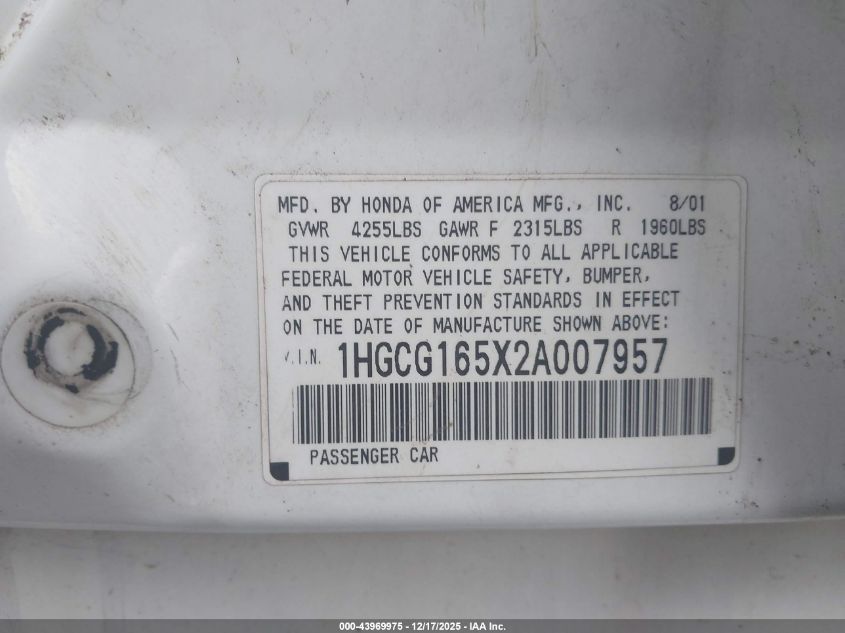 MFD. BY HONDA OF AMERICA MFG., INC. 8/01
GVWR 4255LBS GAWR F 2315LBS R 1960LBS
THIS VEHICLE CONFORMS TO ALL APPLICABLE
FEDERAL MOTOR VEHICLE SAFETY, BUMPER,
AND THEFT PREVENTION STANDARDS IN EFFECT
ON THE DATE OF MANUFACTURE SHOWN ABOVE:
V.I.N. 1HGCG165X2A007957
PASSENGER CAR
000-43969975 - 12/17/2025 - IAA Inc.